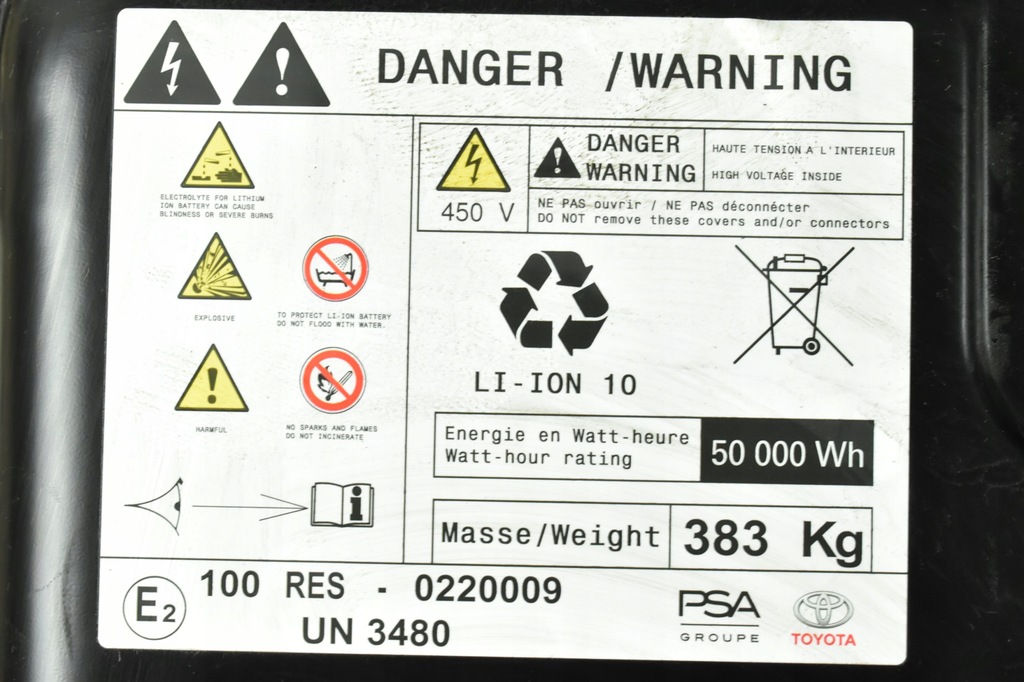 DANGER /WARNING
ELECTROLYTE FOR LITHIUM
ION BATTERY CAN CAUSE
BLINDNESS OR SEVERE BURNS
EXPLOSIVE
TO PROTECT LI-ION BATTERY
DO NOT FLOOD WITH WATER.
HARMFUL
NO SPARKS AND FLAMES
DO NOT INCINERATE
450 V
DANGER
WARNING
HAUTE TENSION A L'INTERIEUR
HIGH VOLTAGE INSIDE
NE PAS ouvrir / NE PAS déconnécter
DO NOT remove these covers and/or connectors
LI-ION 10
Energie en Watt-heure
Watt-hour rating
50 000 Wh
Masse/Weight
383 Kg
E2
100 RES - 0220009
UN 3480
PSA
GROUPE
TOYOTA